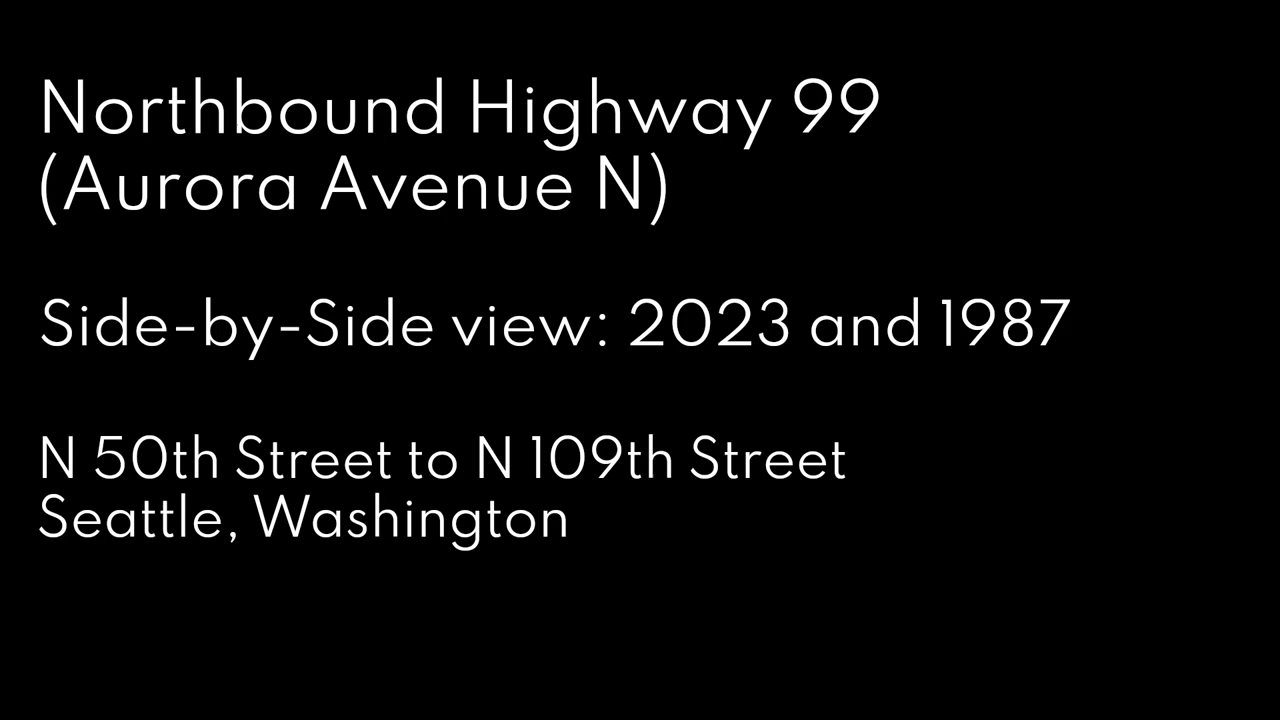 Northbound Highway 99
(Aurora Avenue N)
Side-by-Side view: 2023 and 1987
N 50th Street to N 109th Street
Seattle, Washington